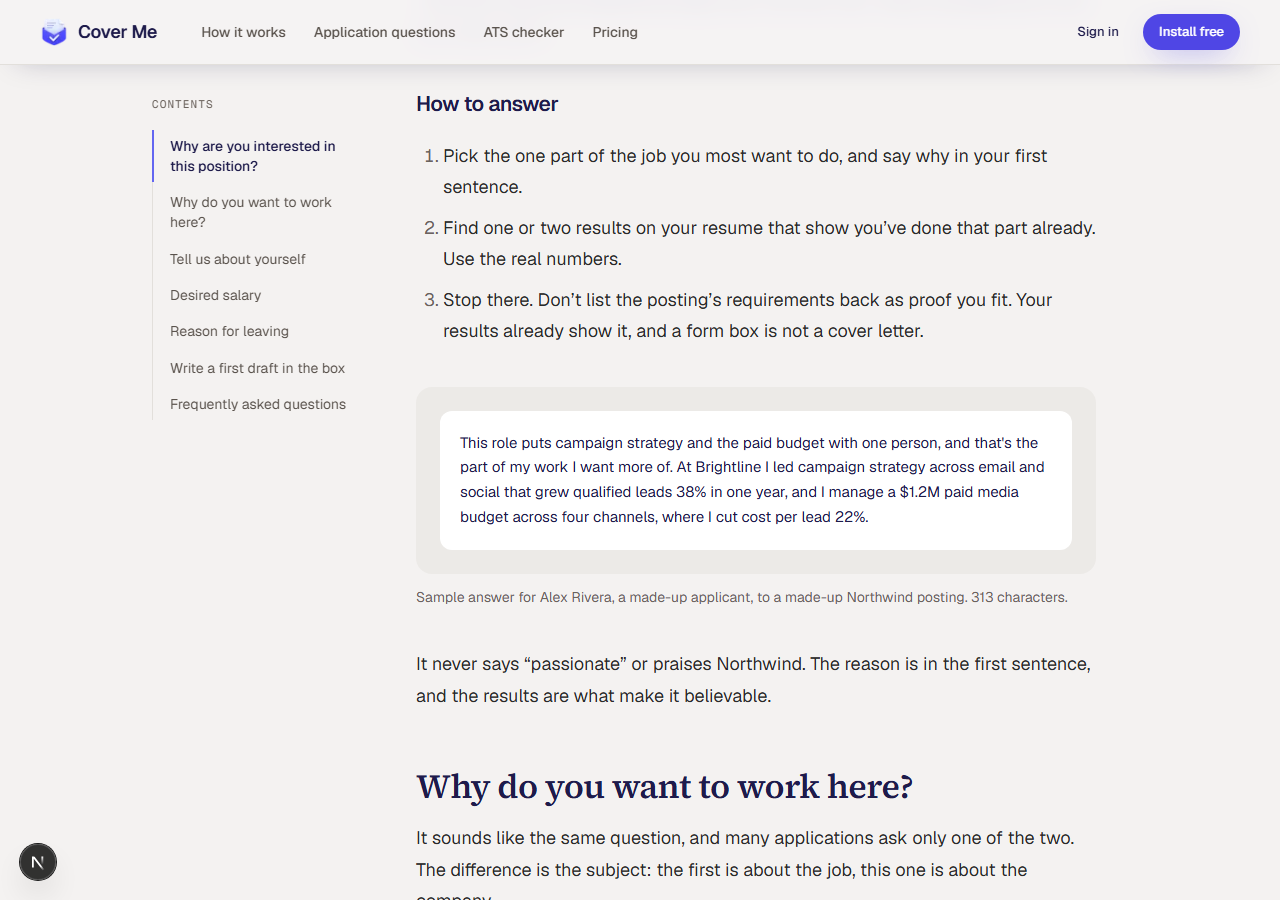 Cover Me
How it works
Application questions
ATS checker
Pricing
Sign in
Install free
CONTENTS
Why are you interested in
this position?
Why do you want to work
here?
Tell us about yourself
Desired salary
Reason for leaving
Write a first draft in the box
Frequently asked questions
How to answer
1. Pick the one part of the job you most want to do, and say why in your first
sentence.
2. Find one or two results on your resume that show you’ve done that part already.
Use the real numbers.
3. Stop there. Don’t list the posting’s requirements back as proof you fit. Your
results already show it, and a form box is not a cover letter.
This role puts campaign strategy and the paid budget with one person, and that's the
part of my work I want more of. At Brightline I led campaign strategy across email and
social that grew qualified leads 38% in one year, and I manage a $1.2M paid media
budget across four channels, where I cut cost per lead 22%.
Sample answer for Alex Rivera, a made-up applicant, to a made-up Northwind posting. 313 characters.
It never says “passionate” or praises Northwind. The reason is in the first sentence,
and the results are what make it believable.
Why do you want to work here?
It sounds like the same question, and many applications ask only one of the two.
The difference is the subject: the first is about the job, this one is about the
company.
N